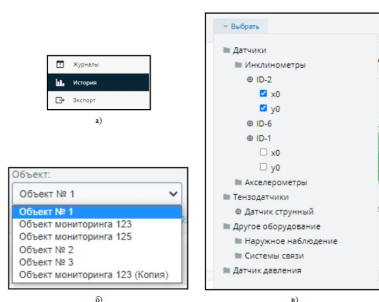 Журналы
История
Экспорт
а)
Объект:
Объект № 1
Объект № 1
Объект мониторинга 123
Объект мониторинга 125
Объект № 2
Объект № 3
Объект мониторинга 123 (Копия)
б)
Выбрать
Датчики
Инклинометры
ID-2
x0
y0
ID-6
ID-1
x0
y0
Акселерометры
Тензодатчики
Датчик струнный
Другое оборудование
Наружное наблюдение
Системы связи
Датчик давления
в)